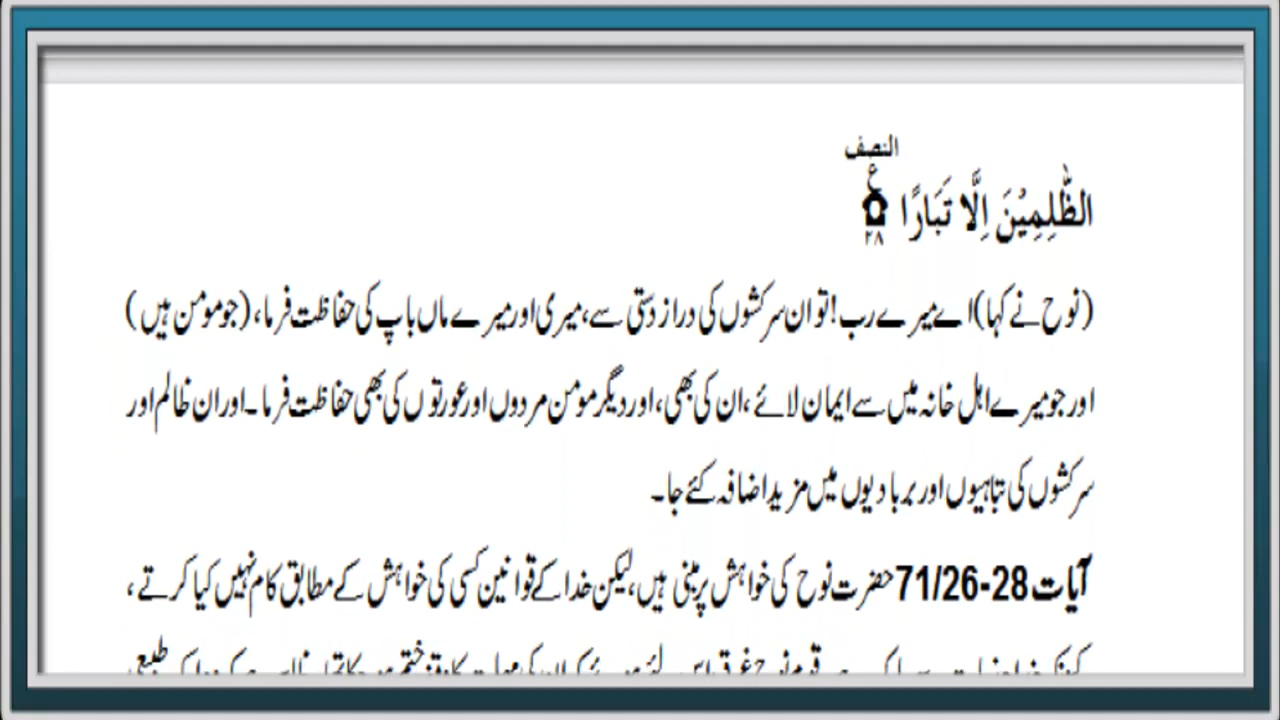 النصف
الظّٰلِمِيْنَ اِلَّا تَبَارًا ع ۲۸
(نوح نے کہا) اے میرے رب! تو ان سرکشوں کی دراز دستی سے، میری اور میرے ماں باپ کی حفاظت فرما، (جو مومن ہیں)
اور جو میرے اہل خانہ میں سے ایمان لائے، ان کی بھی، اور دیگر مومن مردوں اور عورتوں کی بھی حفاظت فرما۔ اور ان ظالم اور
سرکشوں کی تباہیوں اور بربادیوں میں مزید اضافہ کئے جا۔
آیات 71/26-28 حضرت نوح کی خواہش پر مبنی ہیں، لیکن خدا کے قوانین کسی کی خواہش کے مطابق کام نہیں کیا کرتے،